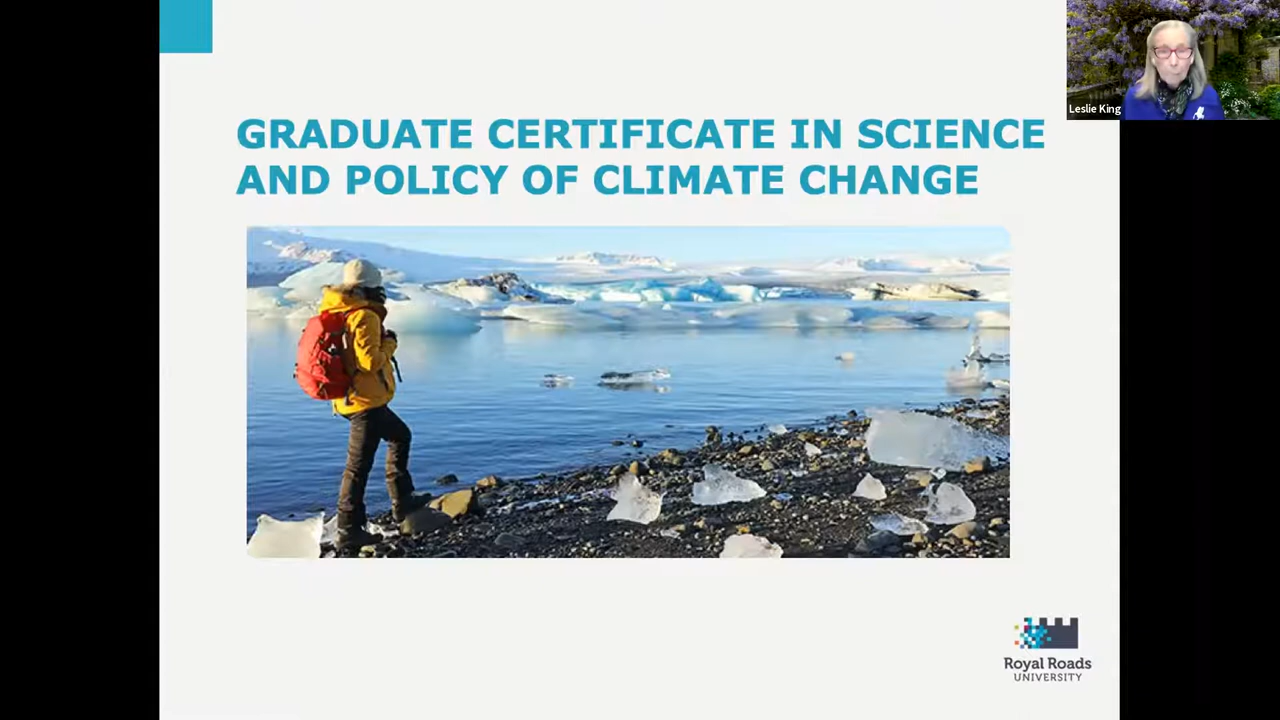 GRADUATE CERTIFICATE IN SCIENCE
AND POLICY OF CLIMATE CHANGE
Leslie King
Royal Roads
UNIVERSITY